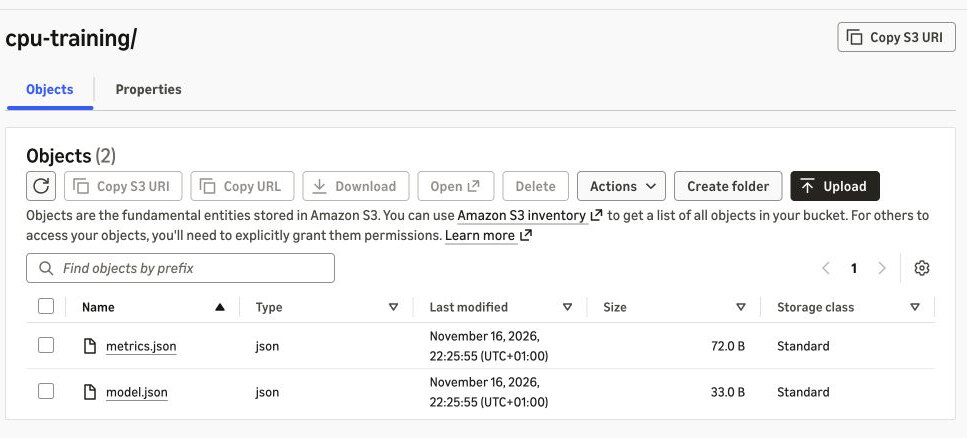 cpu-training/
Copy S3 URI
Objects
Properties
Objects (2)
Copy S3 URI
Copy URL
Download
Open
Delete
Actions
Create folder
Upload
Objects are the fundamental entities stored in Amazon S3. You can use Amazon S3 inventory to get a list of all objects in your bucket. For others to
access your objects, you'll need to explicitly grant them permissions. Learn more
Find objects by prefix
1
Name
Type
Last modified
Size
Storage class
metrics.json
json
November 16, 2026,
22:25:55 (UTC+01:00)
72.0 B
Standard
model.json
json
November 16, 2026,
22:25:55 (UTC+01:00)
33.0 B
Standard